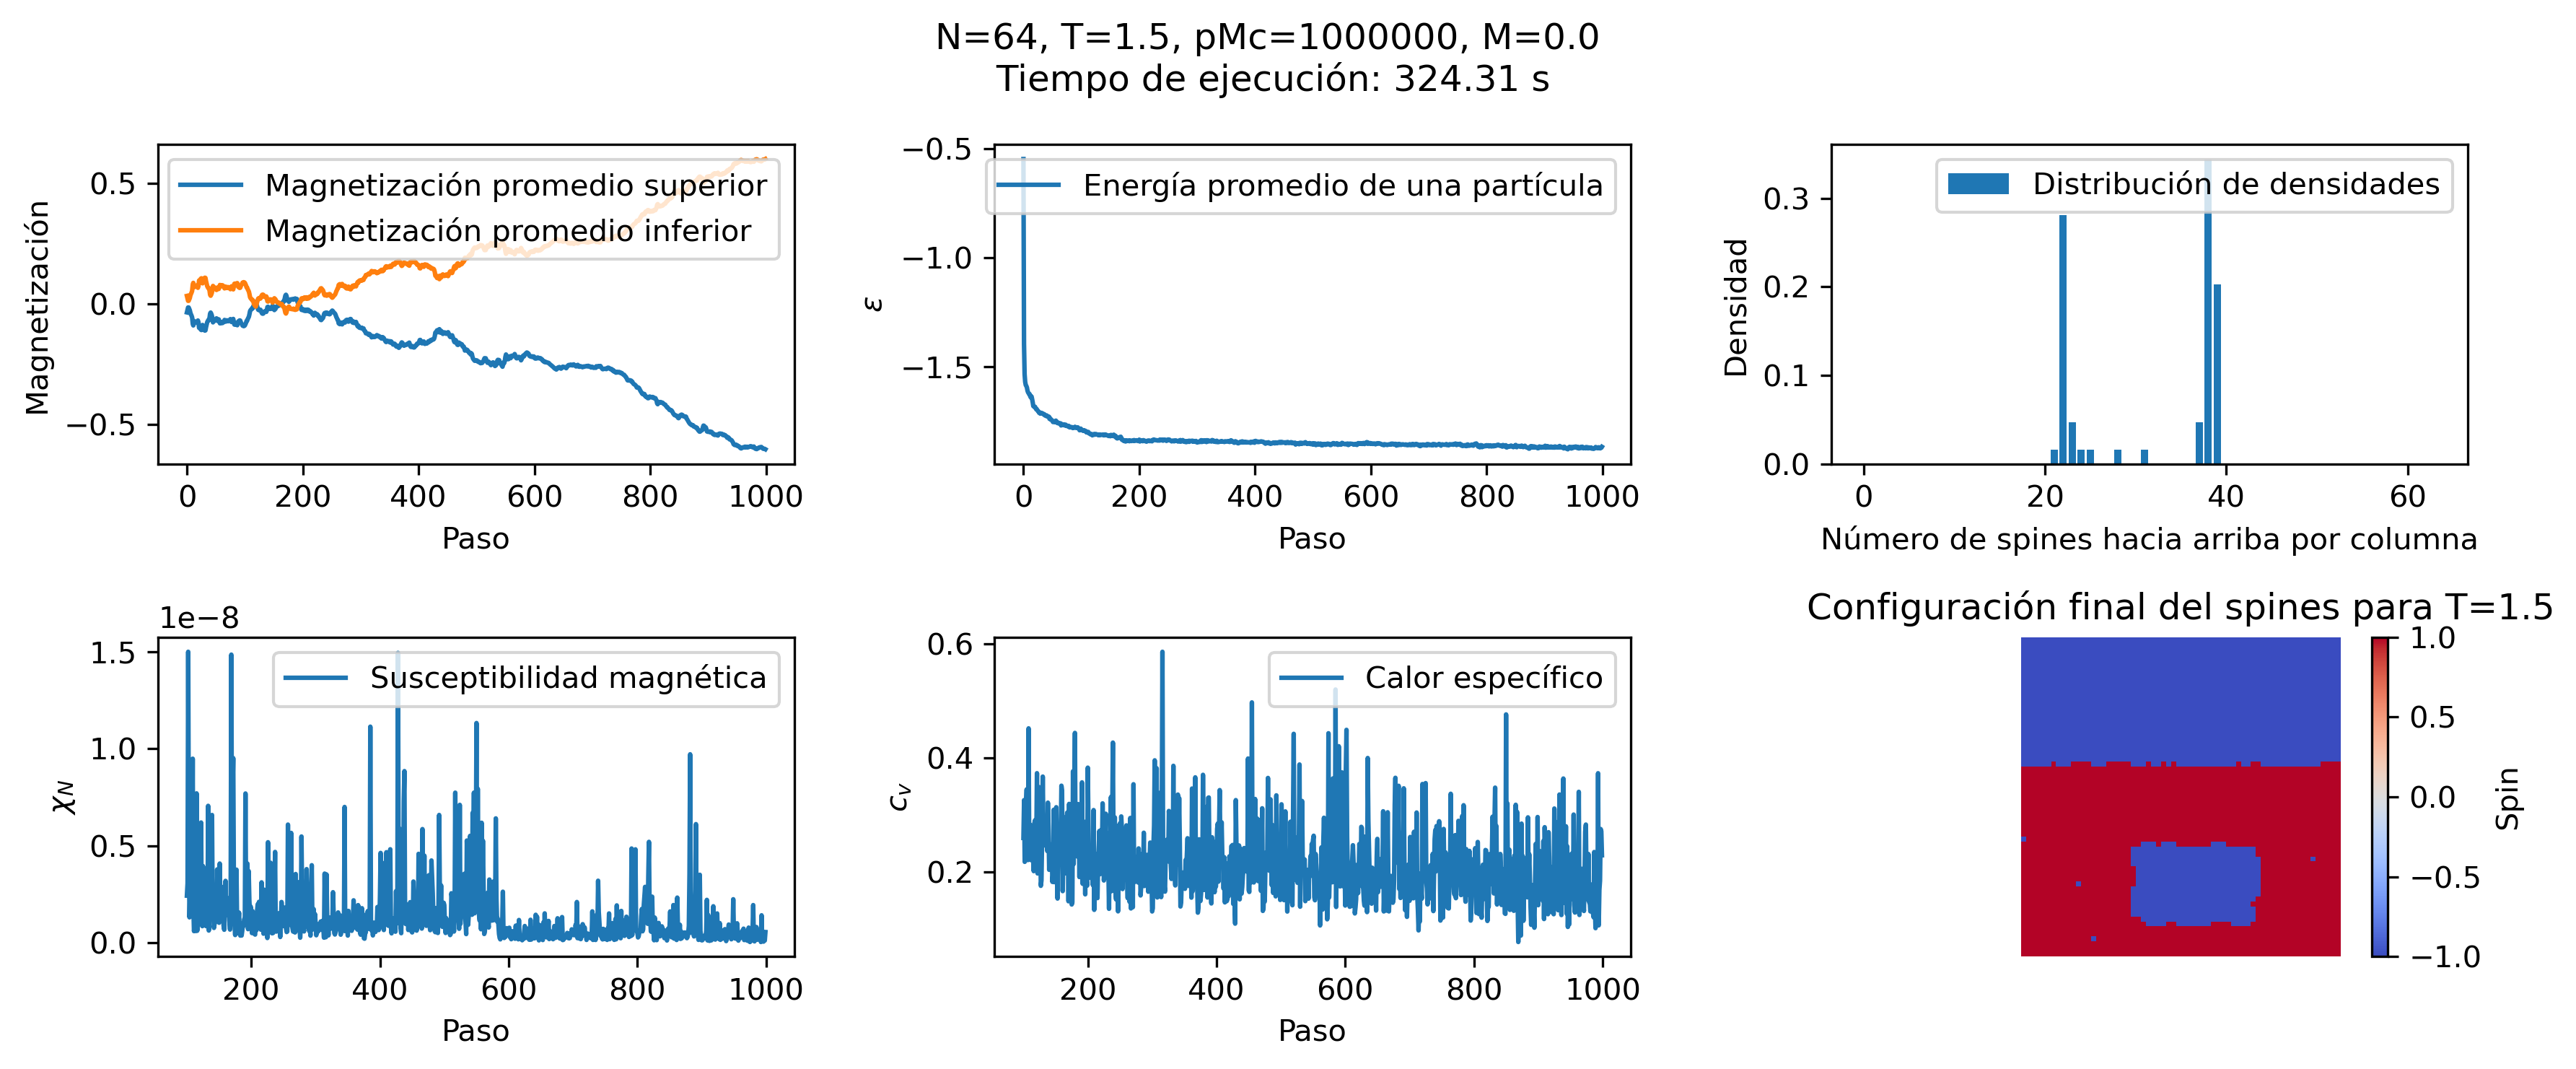 N=64, T=1.5, pMc=1000000, M=0.0
Tiempo de ejecución: 324.31 s
Magnetización
0.5
0.0
−0.5
Magnetización promedio superior
Magnetización promedio inferior
0 200 400 600 800 1000
Paso
ε
−0.5
−1.0
−1.5
Energía promedio de una partícula
0 200 400 600 800 1000
Paso
Densidad
0.3
0.2
0.1
0.0
Distribución de densidades
0 20 40 60
Número de spines hacia arriba por columna
1e−8
χN
1.5
1.0
0.5
0.0
Susceptibilidad magnética
200 400 600 800 1000
Paso
cv
0.6
0.4
0.2
Calor específico
200 400 600 800 1000
Paso
Configuración final del spines para T=1.5
1.0
0.5
0.0
−0.5
−1.0
Spin